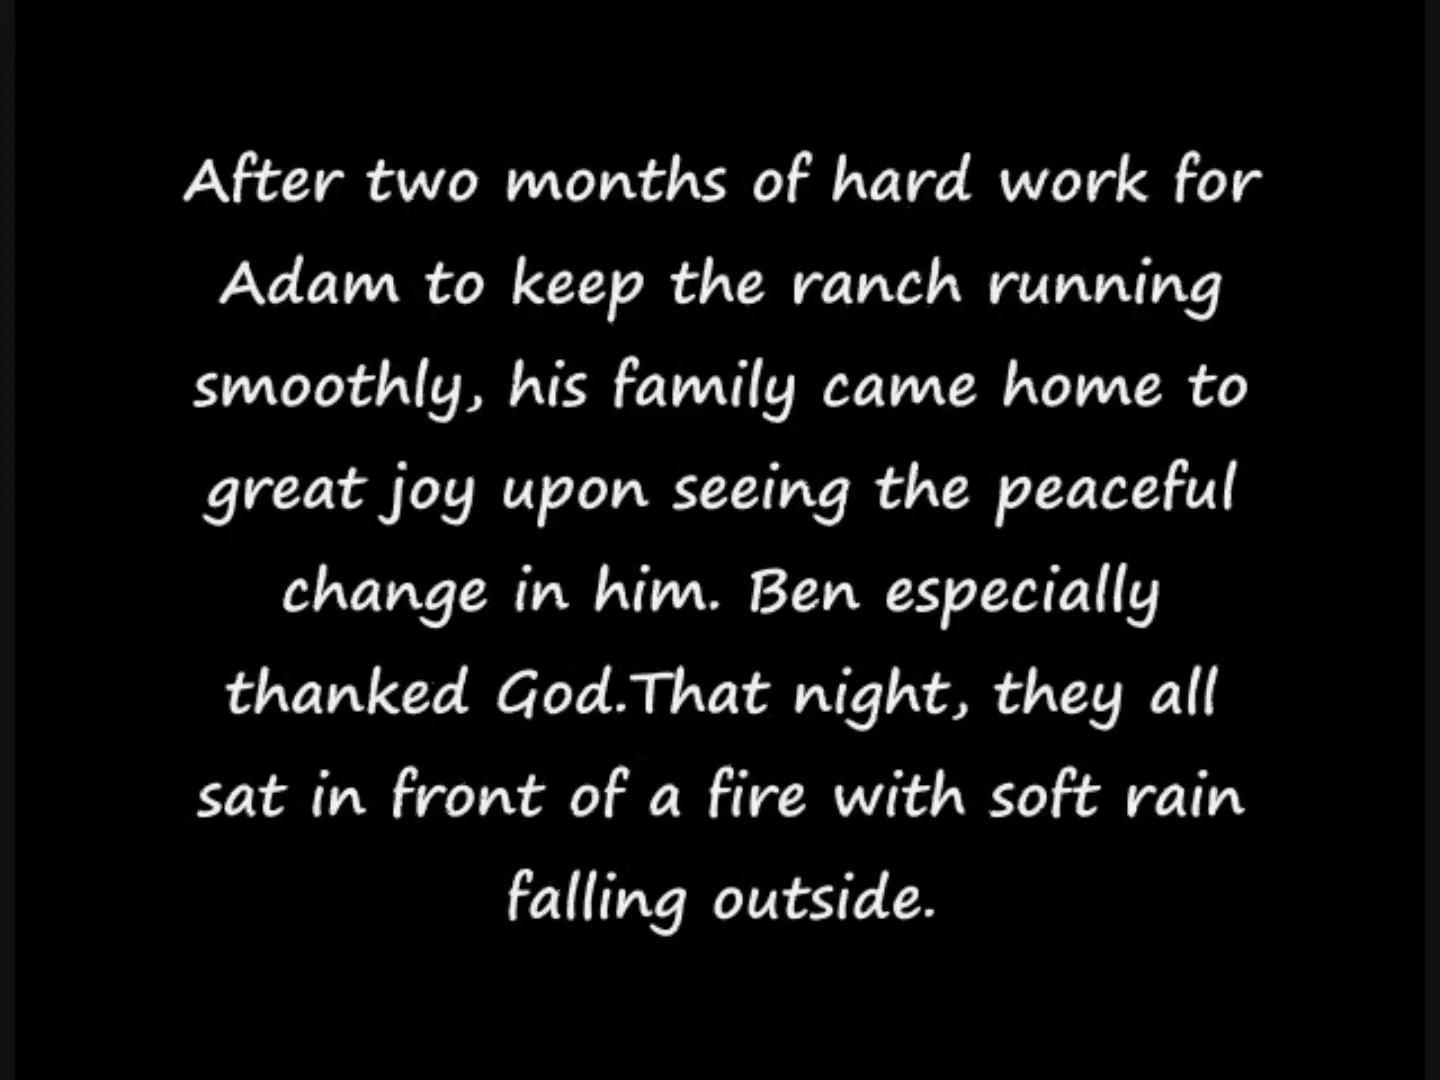 After two months of hard work for
Adam to keep the ranch running
smoothly, his family came home to
great joy upon seeing the peaceful
change in him. Ben especially
thanked God.That night, they all
sat in front of a fire with soft rain
falling outside.